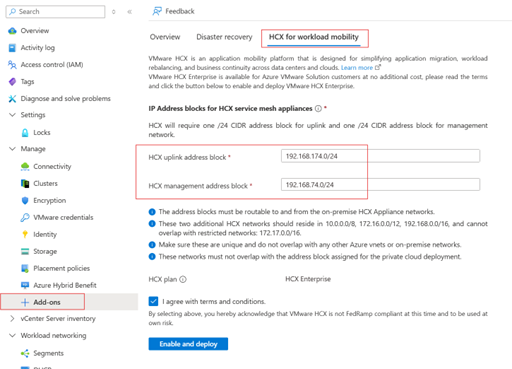 Search
Feedback
Overview
Activity log
Access control (IAM)
Tags
Diagnose and solve problems
Settings
Locks
Manage
Connectivity
Clusters
Encryption
VMware credentials
Identity
Storage
Placement policies
Azure Hybrid Benefit
Add-ons
vCenter Server inventory
Workload networking
Segments
DHCP
Overview
Disaster recovery
HCX for workload mobility
VMware HCX is an application mobility platform that is designed for simplifying application migration, workload
rebalancing, and business continuity across data centers and clouds. Learn more
VMware HCX Enterprise is available for Azure VMware Solution customers at no additional cost, please read the terms
and click the button below to enable and deploy VMware HCX Enterprise.
IP Address blocks for HCX service mesh appliances *
HCX will require one /24 CIDR address block for uplink and one /24 CIDR address block for management
network.
HCX uplink address block *
192.168.174.0/24
HCX management address block *
192.168.74.0/24
The address blocks must be routable to and from the on-premise HCX Appliance networks.
These two additional HCX networks should reside in 10.0.0.0/8, 172.16.0/12, 192.168.0.0/16, and cannot
overlap with restricted networks: 172.17.0.0/16.
Make sure these are unique and do not overlap with any other Azure vnets or on-premise networks.
These networks must not overlap with the address block assigned for the private cloud deployment.
HCX plan
HCX Enterprise
I agree with terms and conditions.
By selecting above, you hereby acknowledge that VMware HCX is not FedRamp compliant at this time and to be used at
own risk.
Enable and deploy